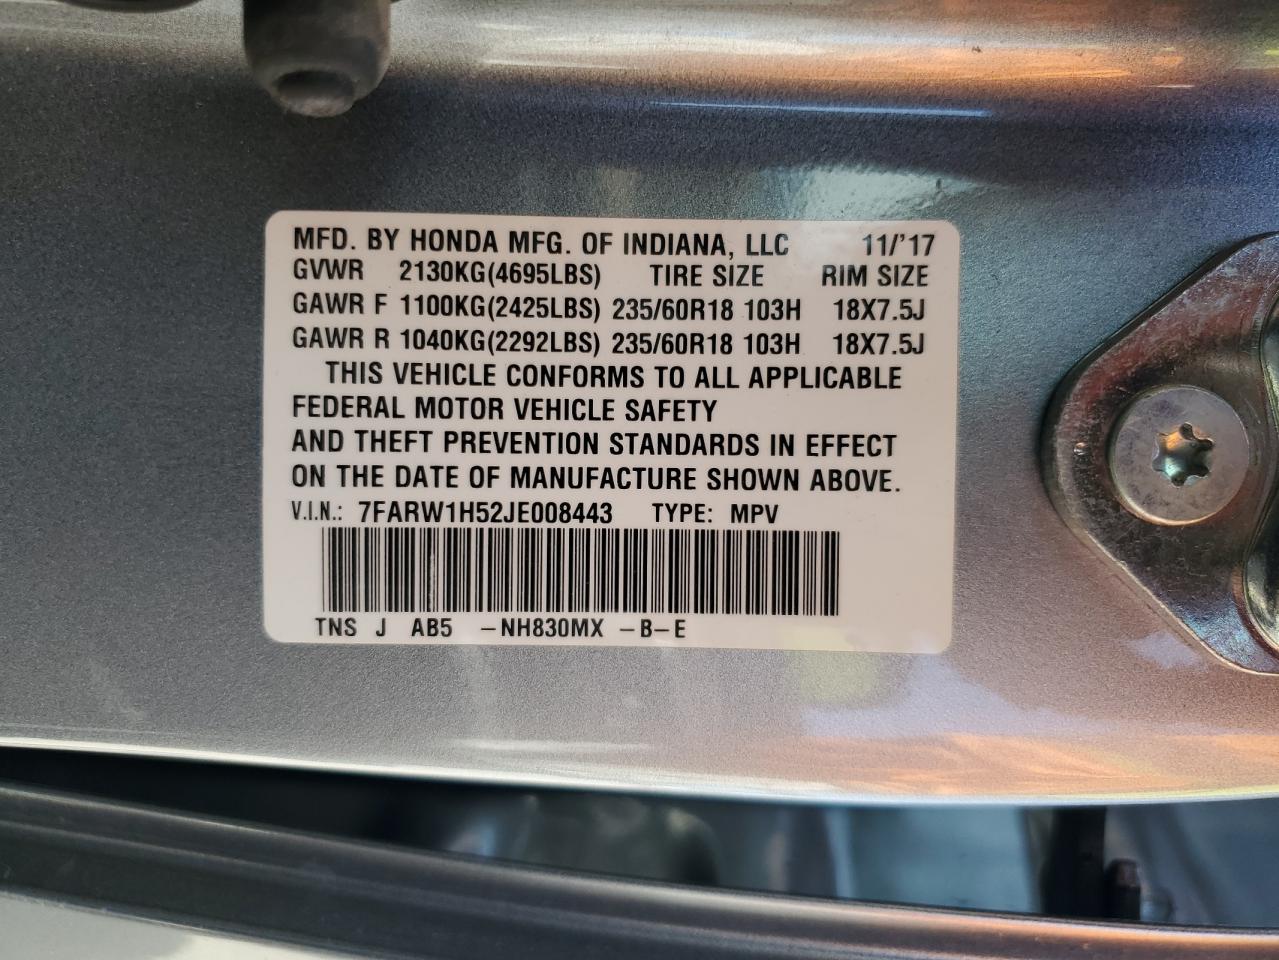 MFD. BY HONDA MFG. OF INDIANA, LLC 11/'17
GVWR 2130KG(4695LBS) TIRE SIZE RIM SIZE
GAWR F 1100KG(2425LBS) 235/60R18 103H 18X7.5J
GAWR R 1040KG(2292LBS) 235/60R18 103H 18X7.5J
THIS VEHICLE CONFORMS TO ALL APPLICABLE
FEDERAL MOTOR VEHICLE SAFETY
AND THEFT PREVENTION STANDARDS IN EFFECT
ON THE DATE OF MANUFACTURE SHOWN ABOVE.
V.I.N.: 7FARW1H52JE008443 TYPE: MPV
TNS J AB5 -NH830MX -B-E